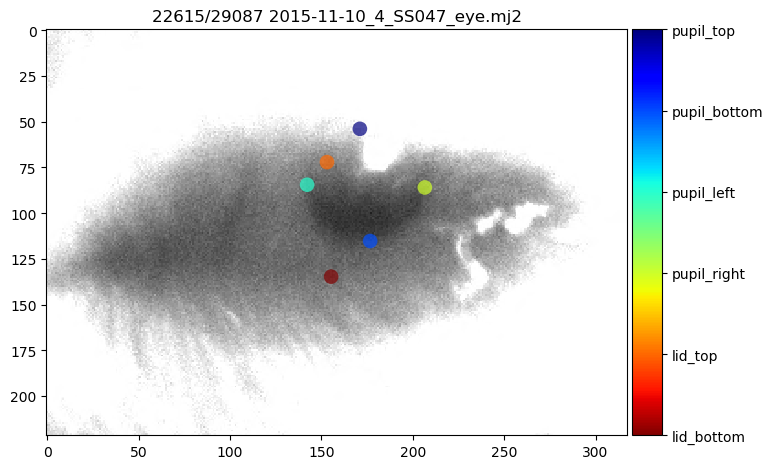 22615/29087 2015-11-10_4_SS047_eye.mj2
0
25
50
75
100
125
150
175
200
0
50
100
150
200
250
300
pupil_top
pupil_bottom
pupil_left
pupil_right
lid_top
lid_bottom